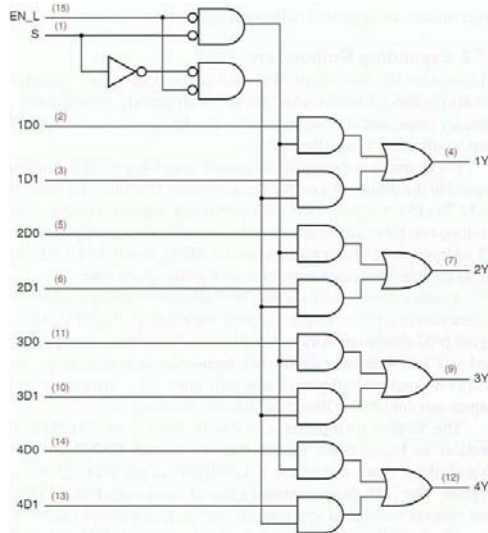 EN_L (15)
S (1)
1D0 (2)
(4) 1Y
1D1 (3)
2D0 (5)
(7) 2Y
2D1 (6)
3D0 (11)
(9) 3Y
3D1 (10)
4D0 (14)
(12) 4Y
4D1 (13)